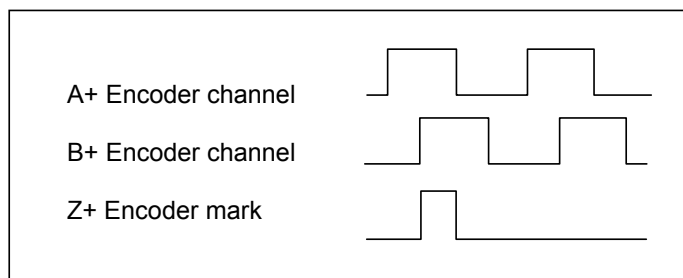 A+ Encoder channel
B+ Encoder channel
Z+ Encoder mark